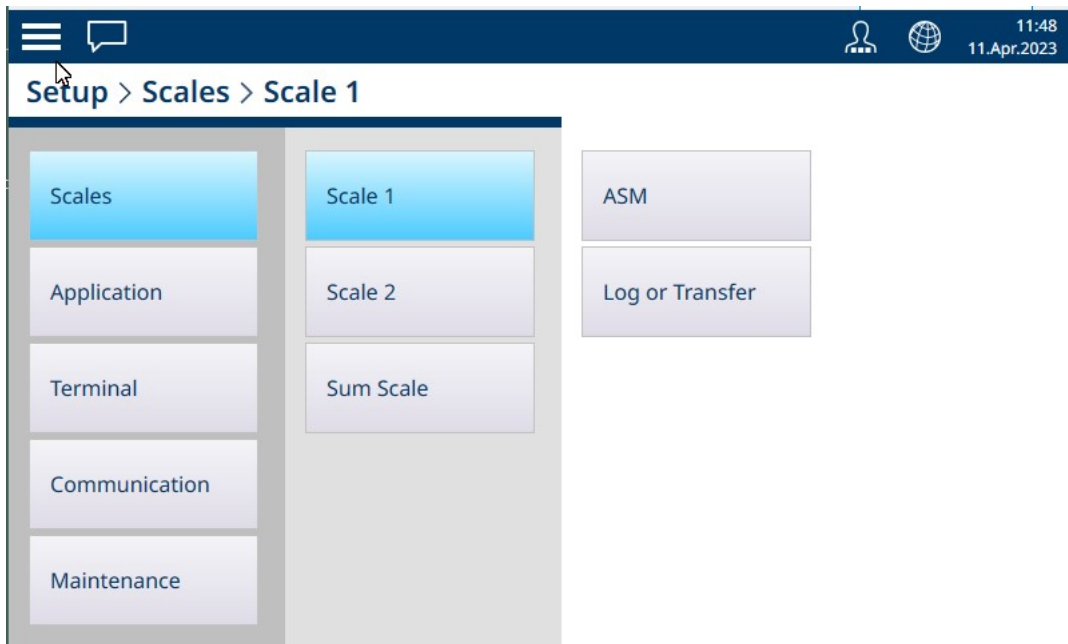 11:48
11.Apr.2023
Setup > Scales > Scale 1
Scales
Application
Terminal
Communication
Maintenance
Scale 1
Scale 2
Sum Scale
ASM
Log or Transfer